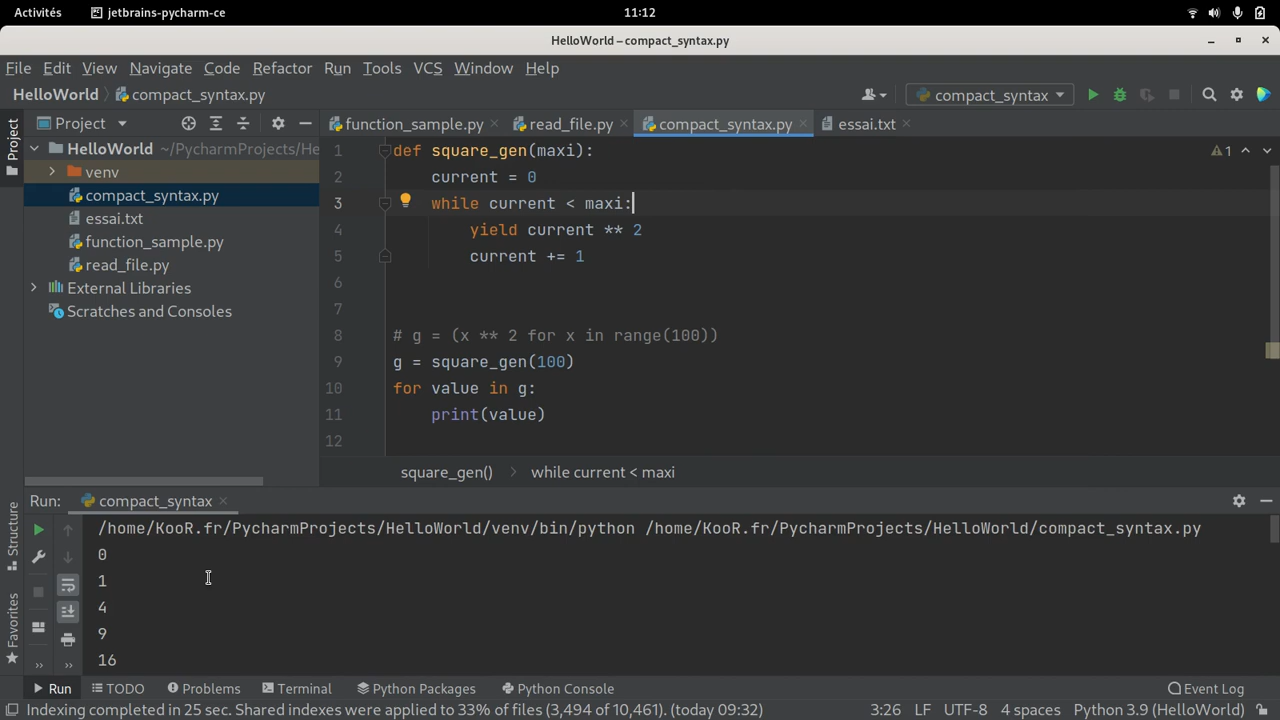 Activités jetbrains-pycharm-ce 11:12
HelloWorld – compact_syntax.py
File Edit View Navigate Code Refactor Run Tools VCS Window Help
HelloWorld compact_syntax.py compact_syntax
Project
Project
function_sample.py read_file.py compact_syntax.py essai.txt
HelloWorld ~/PycharmProjects/He
venv
compact_syntax.py
essai.txt
function_sample.py
read_file.py
External Libraries
Scratches and Consoles
1 def square_gen(maxi):
2 current = 0
3 while current < maxi:
4 yield current ** 2
5 current += 1
6
7
8 # g = (x ** 2 for x in range(100))
9 g = square_gen(100)
10 for value in g:
11 print(value)
12
1
square_gen() while current < maxi
Run: compact_syntax
Structure
Favorites
/home/KooR.fr/PycharmProjects/HelloWorld/venv/bin/python /home/KooR.fr/PycharmProjects/HelloWorld/compact_syntax.py
0
1
4
9
16
Run TODO Problems Terminal Python Packages Python Console Event Log
Indexing completed in 25 sec. Shared indexes were applied to 33% of files (3,494 of 10,461). (today 09:32) 3:26 LF UTF-8 4 spaces Python 3.9 (HelloWorld)